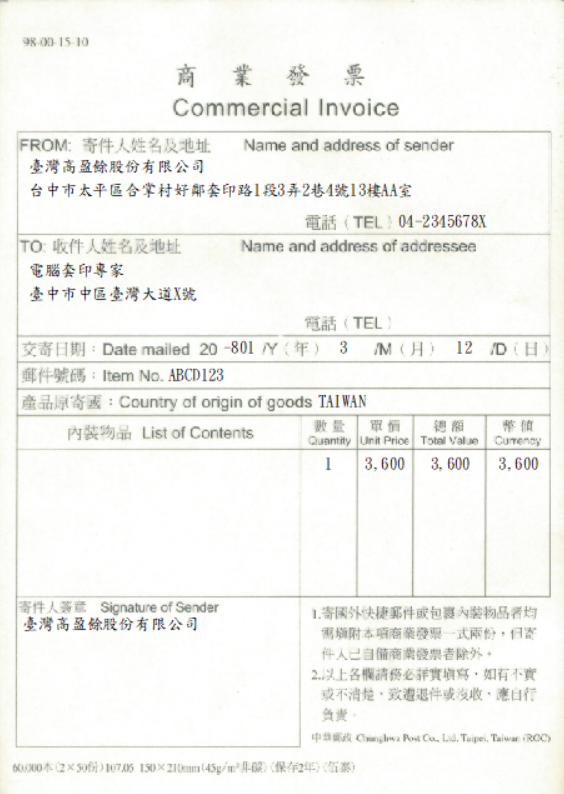 98-00-15-10
商業發票
Commercial Invoice
FROM: 寄件人姓名及地址 Name and address of sender
臺灣高盈餘股份有限公司
台中市太平區合掌村好鄰套印路1段3弄2巷4號13樓AA室
電話（TEL）04-2345678X
TO: 收件人姓名及地址 Name and address of addressee
電腦套印專家
臺中市中區臺灣大道X號
電話（TEL）
交寄日期：Date mailed 20 -801 /Y（年） 3 /M（月） 12 /D（日）
郵件號碼：Item No. ABCD123
產品原寄國：Country of origin of goods TAIWAN
內裝物品 List of Contents 數量 單價 總額 幣值
Quantity Unit Price Total Value Currency
1 3,600 3,600 3,600
寄件人簽章 Signature of Sender
臺灣高盈餘股份有限公司
1.寄國外快捷郵件或包裹內裝物品者均
需填附本項商業發票一式兩份，但寄
件人已自備商業發票者除外。
2.以上各欄請務必詳實填寫，如有不實
或不清楚，致遭退件或沒收，應自行
負責。
中華郵政 Chunghwa Post Co., Ltd. Taipei, Taiwan (ROC)
60,000本(2×50份)107.05 150×210mm(45g/m²非碳)(保存2年)(伍泰)